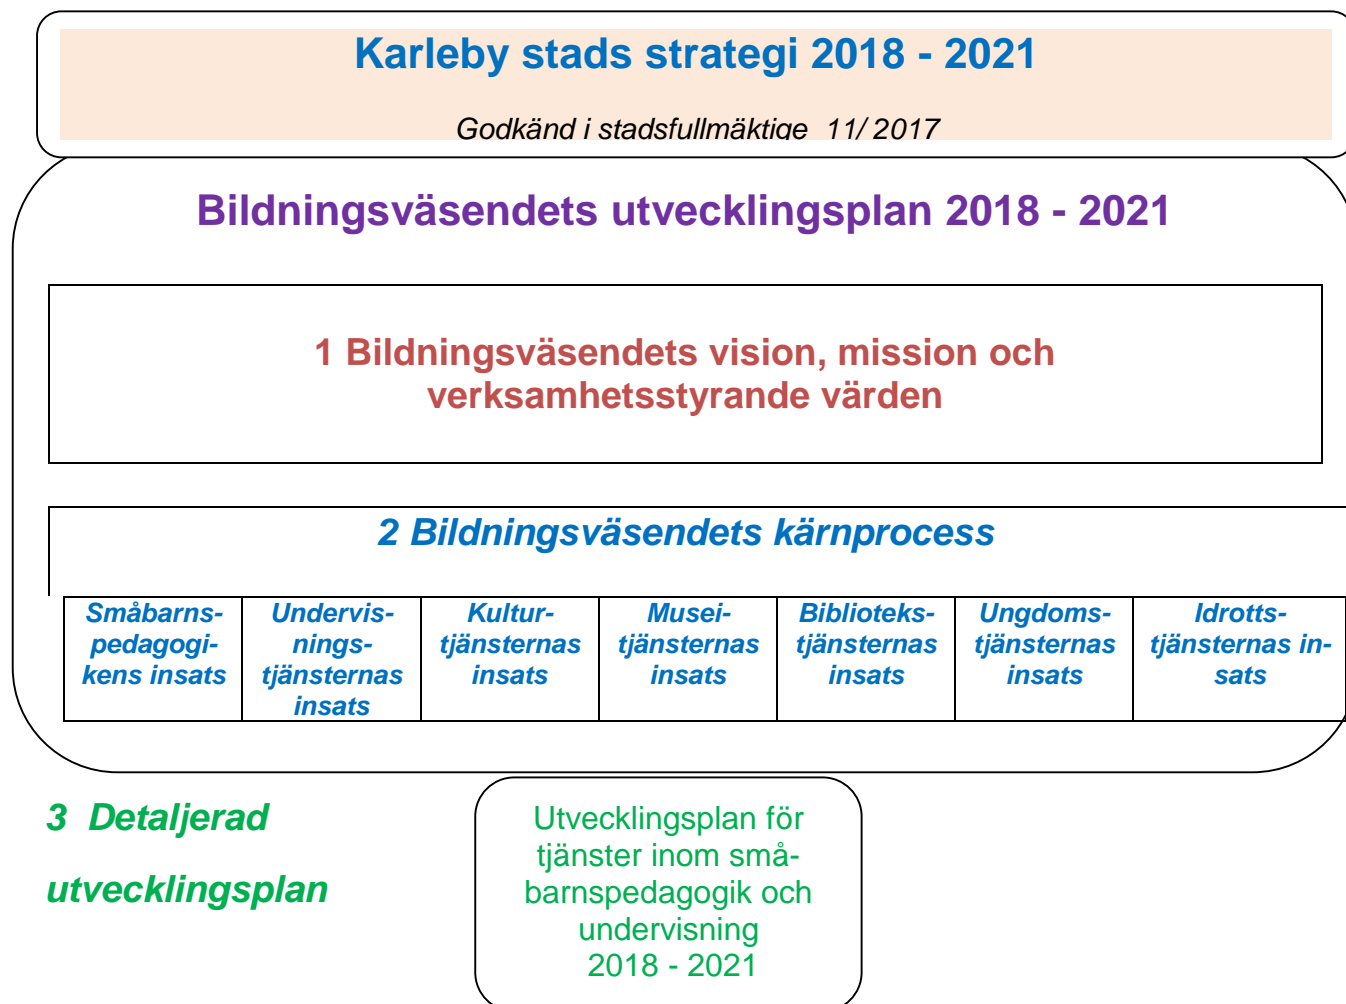 Karleby stads strategi 2018 - 2021
Godkänd i stadsfullmäktige 11/ 2017
Bildningsväsendets utvecklingsplan 2018 - 2021
1 Bildningsväsendets vision, mission och
verksamhetsstyrande värden
2 Bildningsväsendets kärnprocess
Småbarns-
pedagogi-
kens insats
Undervis-
nings-
tjänsternas
insats
Kultur-
tjänsternas
insats
Musei-
tjänsternas
insats
Biblioteks-
tjänsternas
insats
Ungdoms-
tjänsternas
insats
Idrotts-
tjänsternas in-
sats
3 Detaljerad
utvecklingsplan
Utvecklingsplan för
tjänster inom små-
barnspedagogik och
undervisning
2018 - 2021